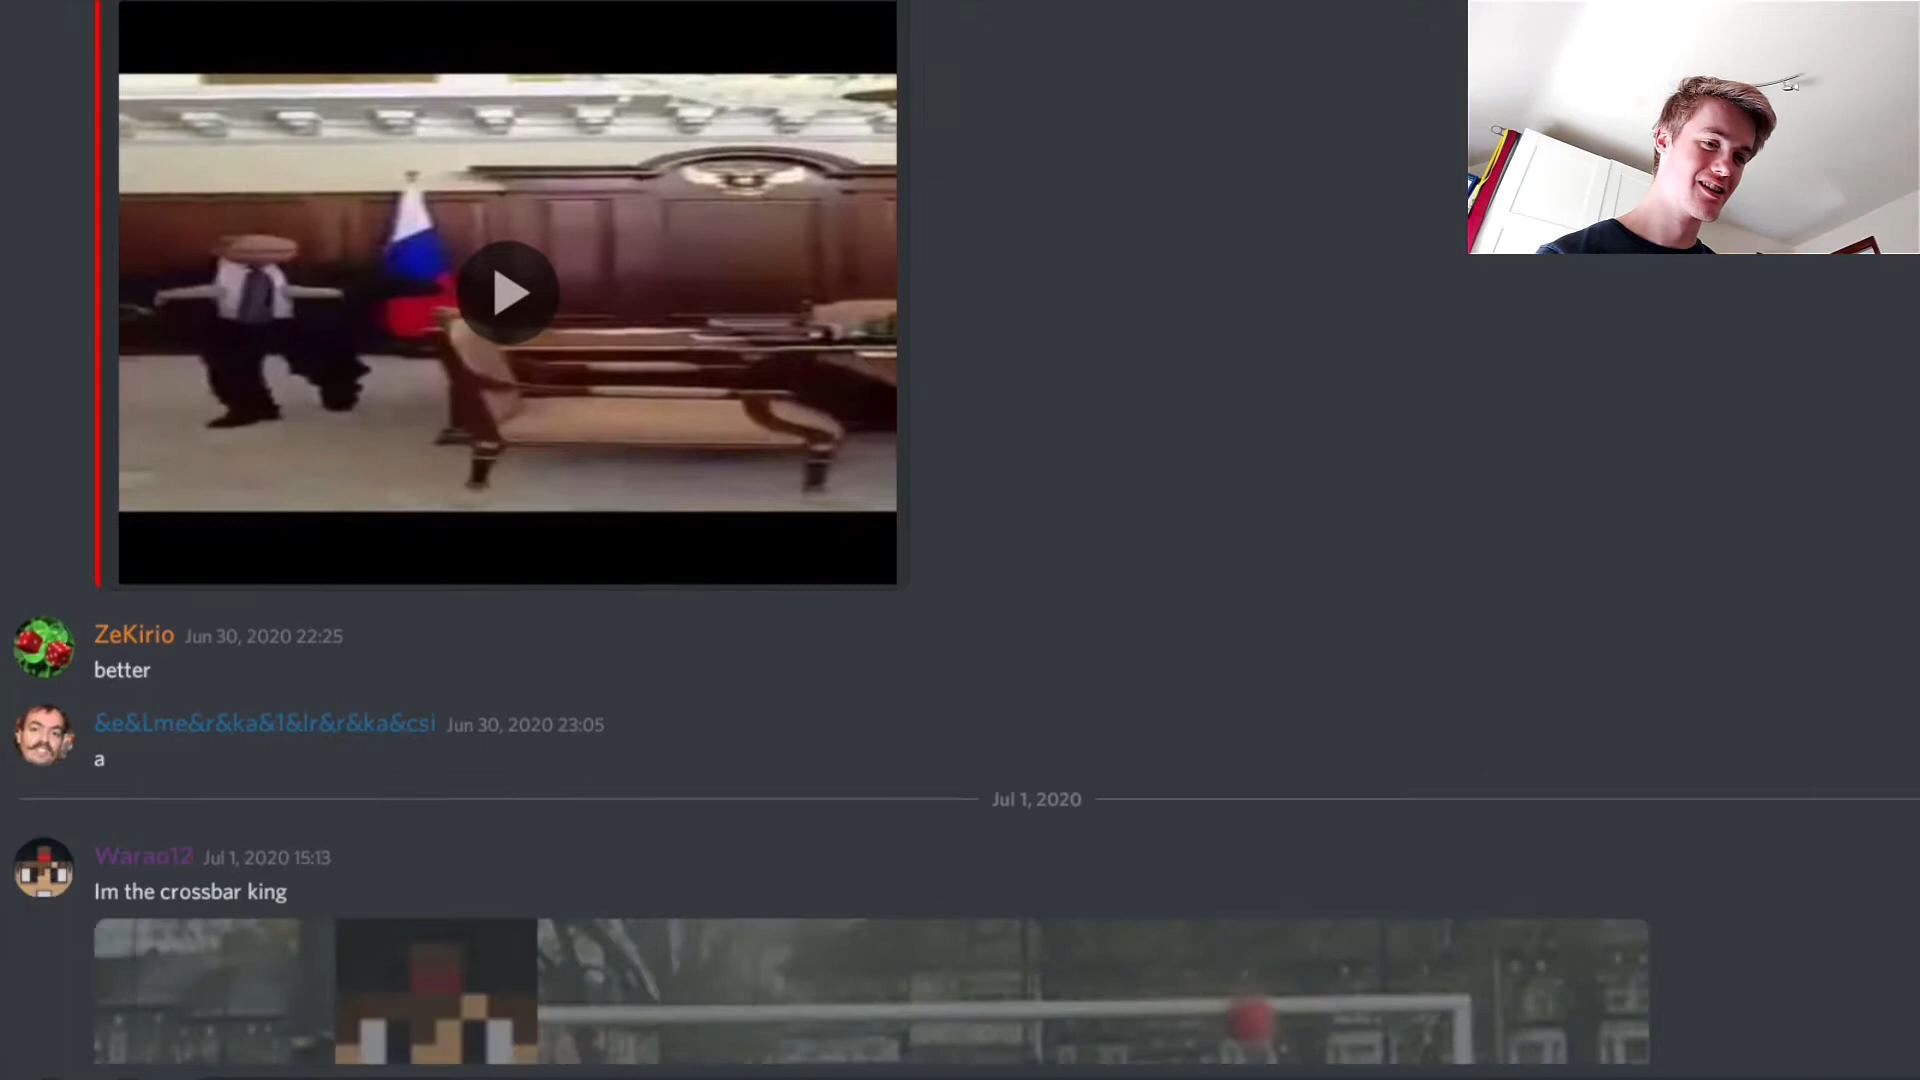 ZeKirio Jun 30, 2020 22:25
better
&e&Lme&r&ka&1&lr&r&ka&csi Jun 30, 2020 23:05
a
Jul 1, 2020
Warao12 Jul 1, 2020 15:13
Im the crossbar king